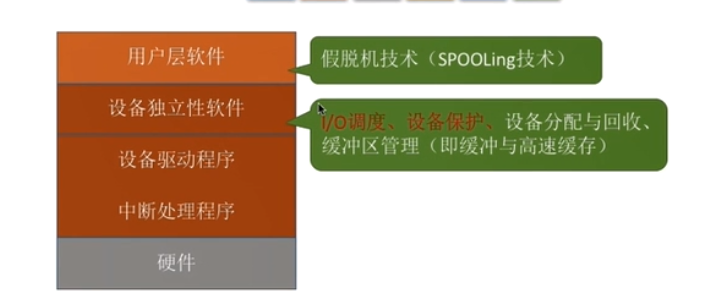 用户层软件
假脱机技术（SPOOLing技术）
设备独立性软件
I/O调度、设备保护、设备分配与回收、
缓冲区管理（即缓冲与高速缓存）
设备驱动程序
中断处理程序
硬件